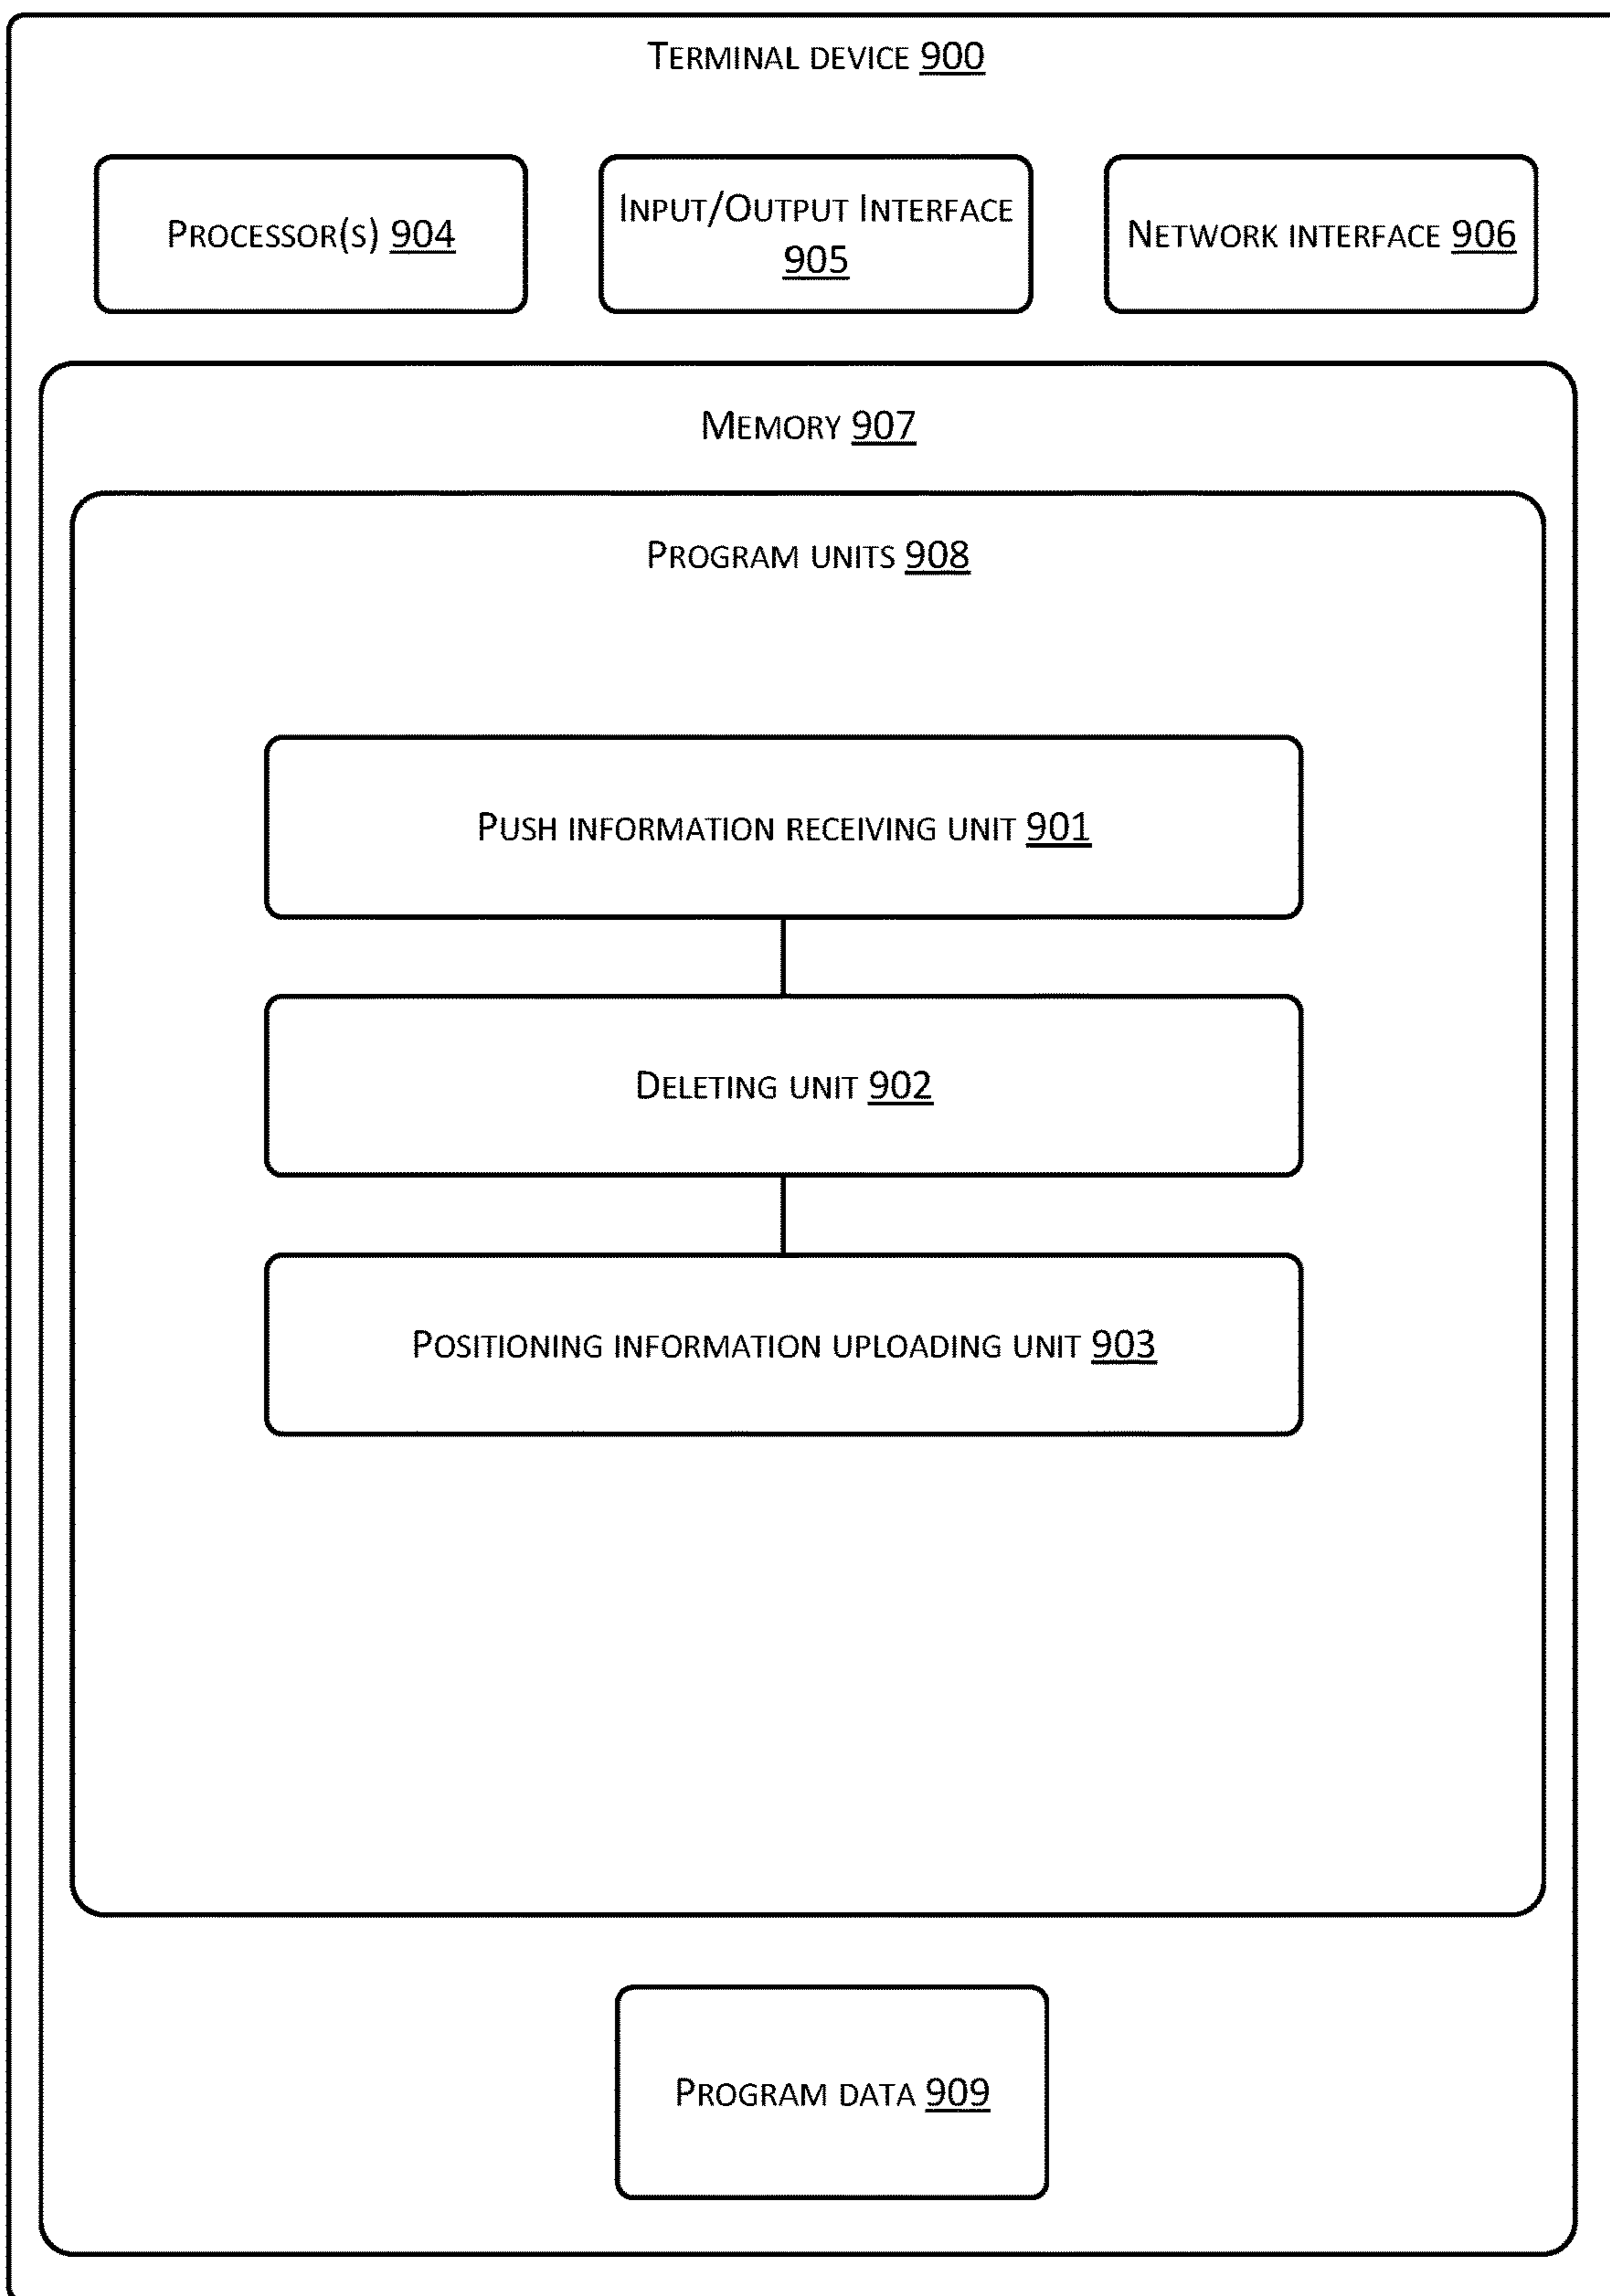 TERMINAL DEVICE 900
PROCESSOR(S) 904
INPUT/OUTPUT INTERFACE
905
NETWORK INTERFACE 906
MEMORY 907
PROGRAM UNITS 908
PUSH INFORMATION RECEIVING UNIT 901
DELETING UNIT 902
POSITIONING INFORMATION UPLOADING UNIT 903
PROGRAM DATA 909